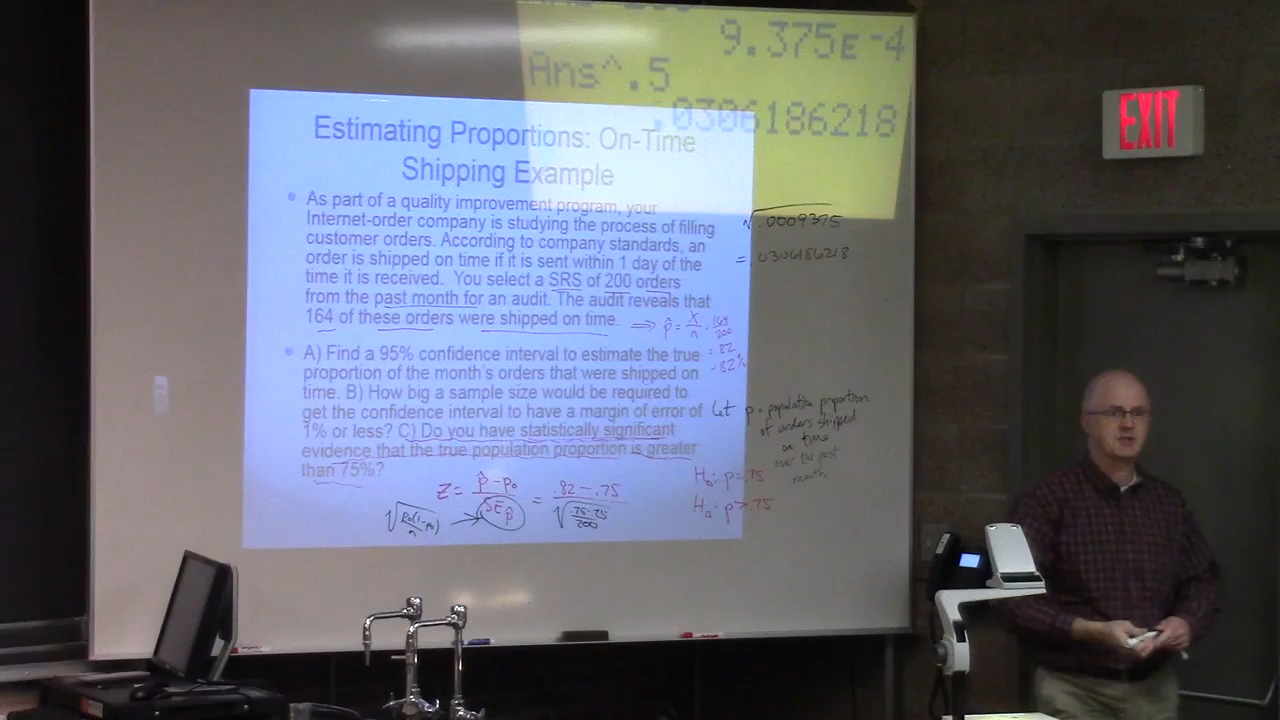 9.375E-4
Ans^.5
.0306186218
EXIT
Estimating Proportions: On-Time
Shipping Example
• As part of a quality improvement program, your
Internet-order company is studying the process of filling
customer orders. According to company standards, an
order is shipped on time if it is sent within 1 day of the
time it is received. You select a SRS of 200 orders
from the past month for an audit. The audit reveals that
164 of these orders were shipped on time.
⇒ p̂ = X/n = 164/200
= .82
= 82%
• A) Find a 95% confidence interval to estimate the true
proportion of the month's orders that were shipped on
time. B) How big a sample size would be required to
get the confidence interval to have a margin of error of
1% or less? C) Do you have statistically significant
evidence that the true population proportion is greater
than 75%?
√.0009375
= .0306186218
Let p = population proportion
of orders shipped
on time
over the past
month
H₀: p = .75
Hₐ: p > .75
Z = (p̂ - p₀)/SEp̂ = (.82 - .75)/√(.75
200
√(p₀(1-p₀)/n)